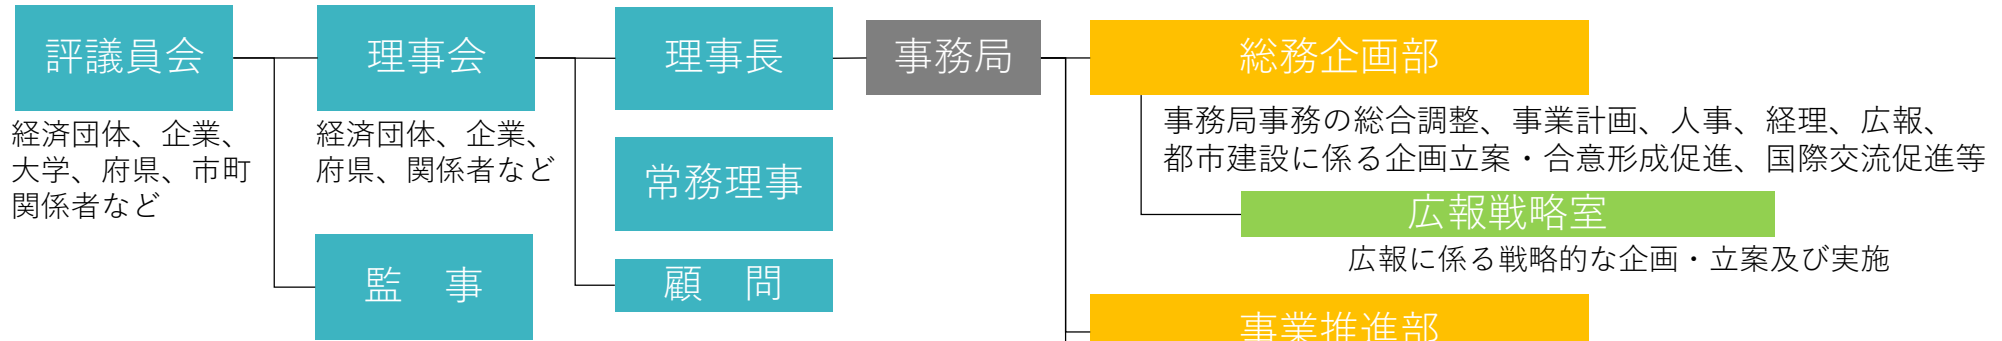 評議員会
経済団体、企業、
大学、府県、市町
関係者など
理事会
経済団体、企業、
府県、関係者など
監　事
理事長
常務理事
顧　問
事務局
総務企画部
事務局事務の総合調整、事業計画、人事、経理、広報、
都市建設に係る企画立案・合意形成促進、国際交流促進等
広報戦略室
広報に係る戦略的な企画・立案及び実施
事業推進部